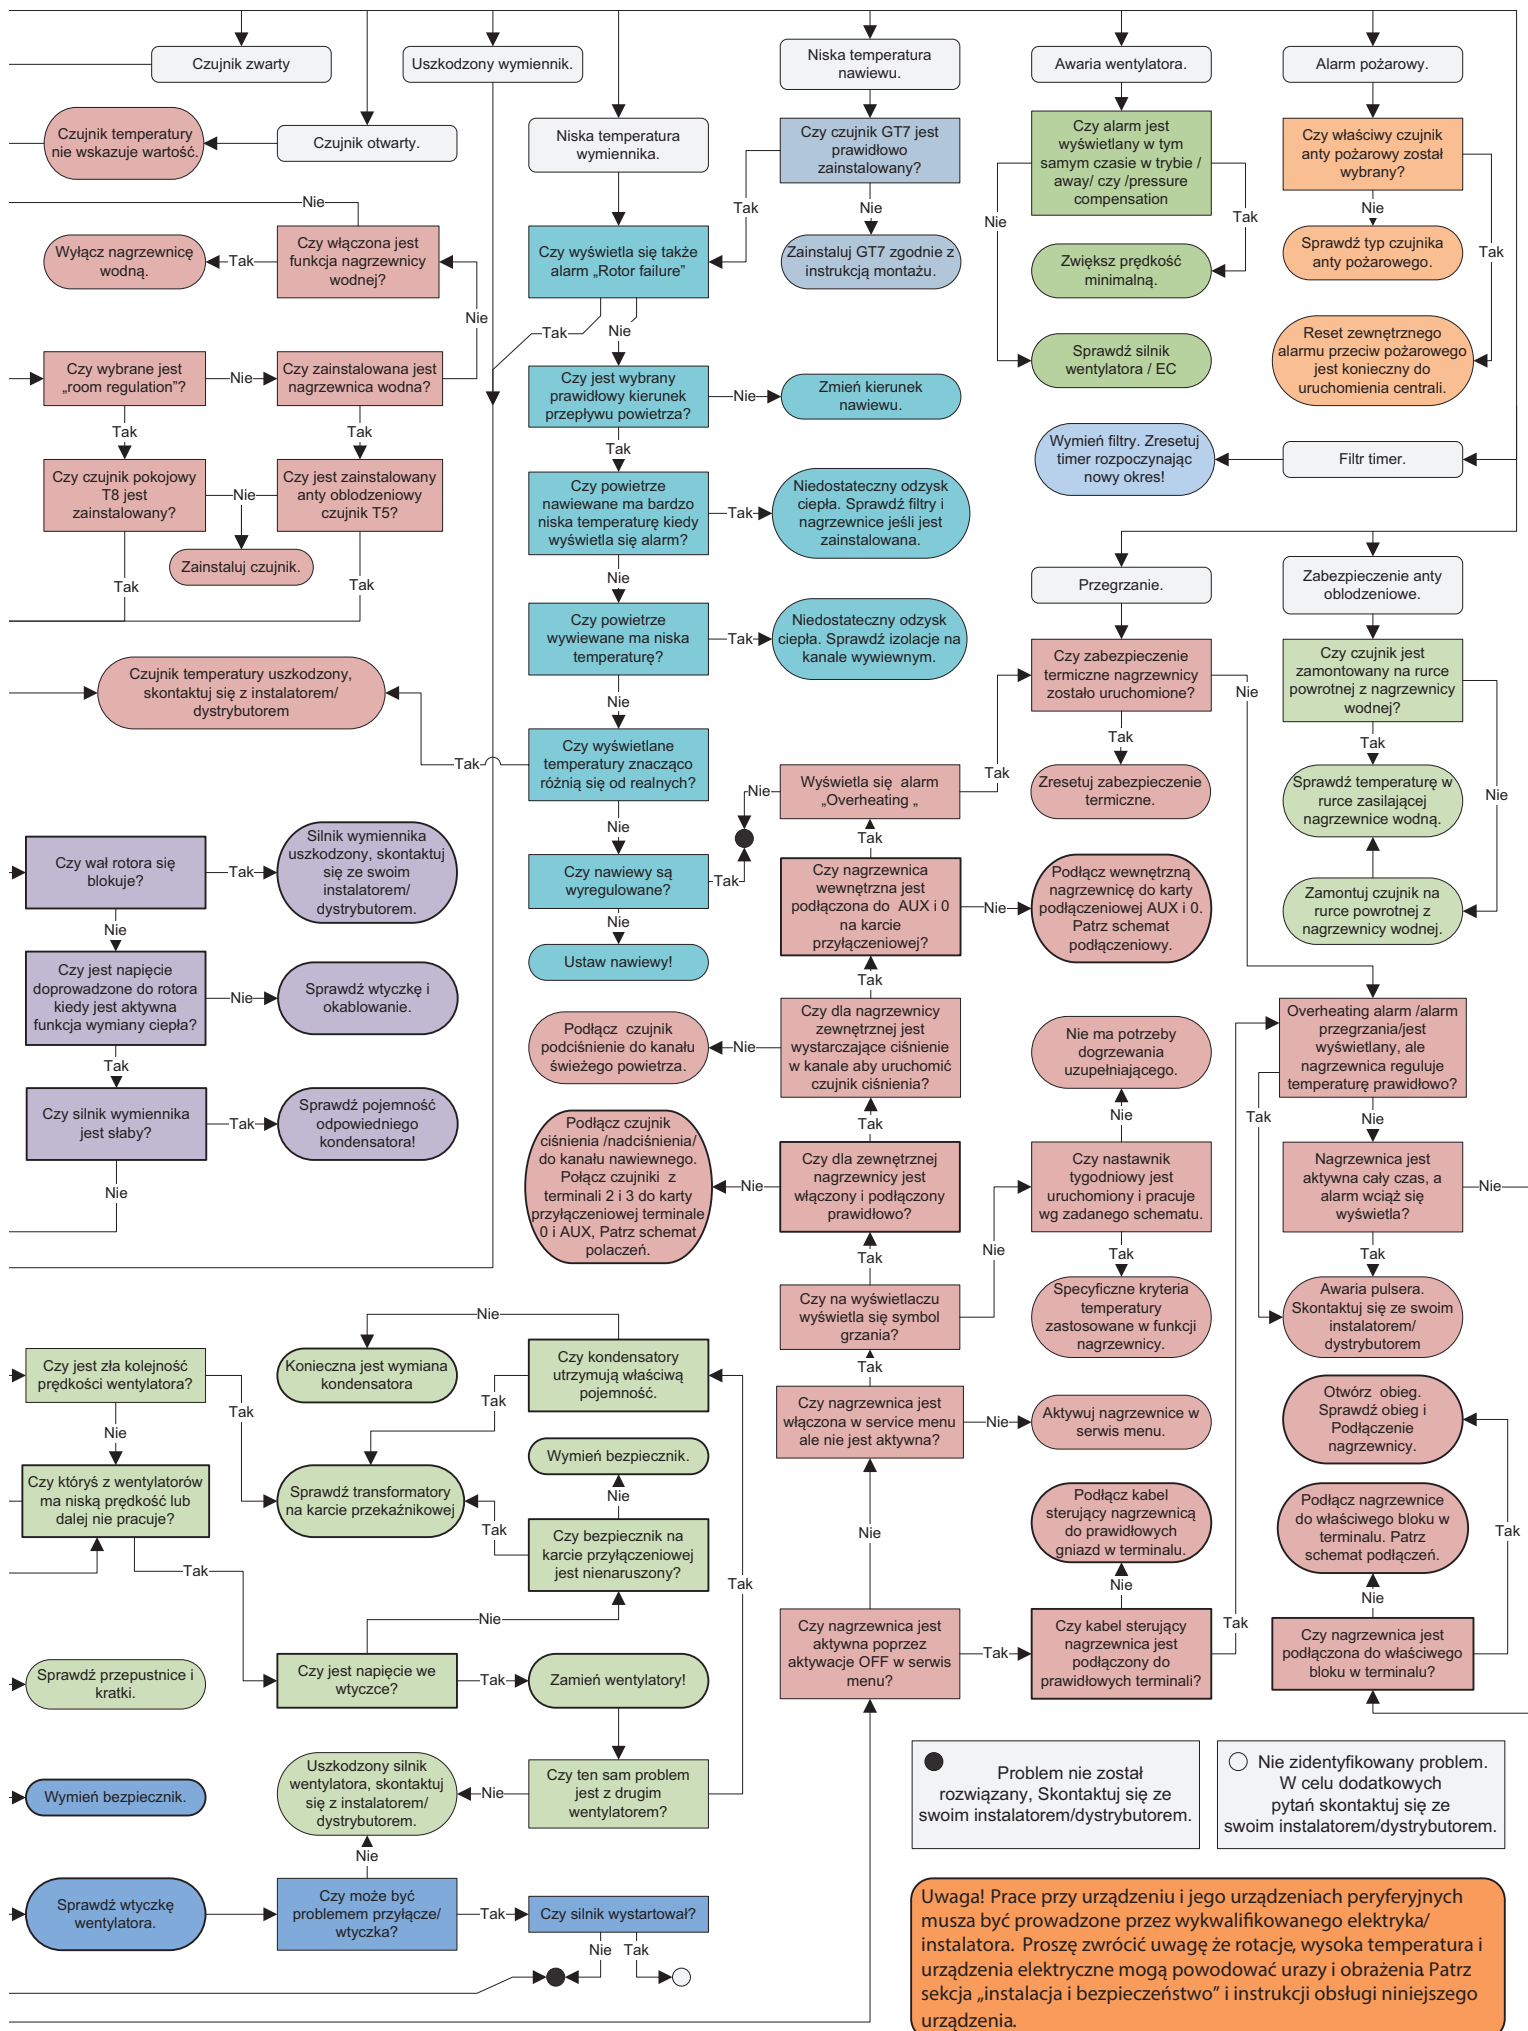 Czujnik zwarty
Uszkodzony wymiennik.
Niska temperatura
nawiewu.
Awaria wentylatora.
Alarm pożarowy.
Czujnik temperatury
nie wskazuje wartość.
Czujnik otwarty.
Niska temperatura
wymiennika.
Czy czujnik GT7 jest
prawidłowo
zainstalowany?
Czy alarm jest
wyświetlany w tym
samym czasie w trybie /
away/ czy /pressure
compensation
Czy właściwy czujnik
anty pożarowy został
wybrany?
Nie
Tak
Nie
Nie
Tak
Nie
Tak
Wyłącz nagrzewnicę
wodną.
Tak
Czy włączona jest
funkcja nagrzewnicy
wodnej?
Czy wyświetla się także
alarm „Rotor failure”
Zainstaluj GT7 zgodnie z
instrukcją montażu.
Zwiększ prędkość
minimalną.
Sprawdź typ czujnika
anty pożarowego.
Nie
Tak
Nie
Czy wybrane jest
„room regulation”?
Nie
Czy zainstalowana jest
nagrzewnica wodna?
Czy jest wybrany
prawidłowy kierunek
przepływu powietrza?
Nie
Zmień kierunek
nawiewu.
Sprawdź silnik
wentylatora / EC
Reset zewnętrznego
alarmu przeciw pożarowego
jest konieczny do
uruchomienia centrali.
Tak
Tak
Tak
Wymień filtry. Zresetuj
timer rozpoczynając
nowy okres!
Filtr timer.
Czy czujnik pokojowy
T8 jest
zainstalowany?
Nie
Czy jest zainstalowany
anty oblodzeniowy
czujnik T5?
Czy powietrze
nawiewane ma bardzo
niska temperaturę kiedy
wyświetla się alarm?
Tak
Niedostateczny odzysk
ciepła. Sprawdź filtry i
nagrzewnice jeśli jest
zainstalowana.
Zainstaluj czujnik.
Tak
Tak
Nie
Przegrzanie.
Zabezpieczenie anty
oblodzeniowe.
Czy powietrze
wywiewane ma niska
temperaturę?
Tak
Niedostateczny odzysk
ciepła. Sprawdź izolacje na
kanale wywiewnym.
Czujnik temperatury uszkodzony,
skontaktuj się z instalatorem/
dystrybutorem
Nie
Czy zabezpieczenie
termiczne nagrzewnicy
zostało uruchomione?
Nie
Czy czujnik jest
zamontowany na rurce
powrotnej z nagrzewnicy
wodnej?
Tak
Czy wyświetlane
temperatury znacząco
różnią się od realnych?
Nie
Wyświetla się alarm
„Overheating „
Tak
Tak
Zresetuj zabezpieczenie
termiczne.
Tak
Sprawdź temperaturę w
rurce zasilającej
nagrzewnice wodną.
Nie
Nie
Tak
Czy wał rotora się
blokuje?
Tak
Silnik wymiennika
uszkodzony, skontaktuj
się ze swoim
instalatorem/
dystrybutorem.
Czy nawiewy są
wyregulowane?
Tak
Czy nagrzewnica
wewnętrzna jest
podłączona do AUX i 0
na karcie
przyłączeniowej?
Nie
Podłącz wewnętrzną
nagrzewnicę do karty
podłączeniowej AUX i 0.
Patrz schemat
podłączeniowy.
Zamontuj czujnik na
rurce powrotnej z
nagrzewnicy wodnej.
Nie
Nie
Ustaw nawiewy!
Tak
Czy jest napięcie
doprowadzone do rotora
kiedy jest aktywna
funkcja wymiany ciepła?
Nie
Sprawdź wtyczkę i
okablowanie.
Podłącz czujnik
podciśnienie do kanału
świeżego powietrza.
Nie
Czy dla nagrzewnicy
zewnętrznej jest
wystarczające ciśnienie
w kanale aby uruchomić
czujnik ciśnienia?
Nie ma potrzeby
dogrzewania
uzupełniającego.
Overheating alarm /alarm
przegrzania/jest
wyświetlany, ale
nagrzewnica reguluje
temperaturę prawidłowo?
Tak
Tak
Nie
Tak
Nie
Czy silnik wymiennika
jest słaby?
Tak
Sprawdź pojemność
odpowiedniego
kondensatora!
Podłącz czujnik
ciśnienia /nadciśnienia/
do kanału nawiewnego.
Połącz czujniki z
terminali 2 i 3 do karty
przyłączeniowej terminale
0 i AUX, Patrz schemat
polaczeń.
Nie
Czy dla zewnętrznej
nagrzewnicy jest
włączony i podłączony
prawidłowo?
Czy nastawnik
tygodniowy jest
uruchomiony i pracuje
wg zadanego schematu.
Nagrzewnica jest
aktywna cały czas, a
alarm wciąż się
wyświetla?
Nie
Nie
Tak
Nie
Tak
Tak
Czy na wyświetlaczu
wyświetla się symbol
grzania?
Specyficzne kryteria
temperatury
zastosowane w funkcji
nagrzewnicy.
Awaria pulsera.
Skontaktuj się ze swoim
instalatorem/
dystrybutorem
Nie
Czy jest zła kolejność
prędkości wentylatora?
Konieczna jest wymiana
kondensatora
Czy kondensatory
utrzymują właściwą
pojemność.
Tak
Tak
Tak
Nie
Czy nagrzewnica jest
włączona w service menu
ale nie jest aktywna?
Nie
Aktywuj nagrzewnice w
serwis menu.
Otwórz obieg.
Sprawdź obieg i
Podłączenie
nagrzewnicy.
Wymień bezpiecznik.
Czy któryś z wentylatorów
ma niską prędkość lub
dalej nie pracuje?
Sprawdź transformatory
na karcie przekaźnikowej
Nie
Tak
Czy bezpiecznik na
karcie przyłączeniowej
jest nienaruszony?
Nie
Podłącz kabel
sterujący nagrzewnicą
do prawidłowych
gniazd w terminalu.
Podłącz nagrzewnice
do właściwego bloku w
terminalu. Patrz
schemat podłączeń.
Tak
Tak
Tak
Nie
Nie
Nie
Czy nagrzewnica jest
aktywna poprzez
aktywacje OFF w serwis
menu?
Tak
Czy kabel sterujący
nagrzewnica jest
podłączony do
prawidłowych terminali?
Tak
Czy nagrzewnica jest
podłączona do właściwego
bloku w terminalu?
Sprawdź przepustnice i
kratki.
Czy jest napięcie we
wtyczce?
Tak
Zamień wentylatory!
Uszkodzony silnik
wentylatora, skontaktuj
się z instalatorem/
dystrybutorem.
Nie
Czy ten sam problem
jest z drugim
wentylatorem?
Wymień bezpiecznik.
Problem nie został
rozwiązany, Skontaktuj się ze
swoim instalatorem/dystrybutorem.
Nie zidentyfikowany problem.
W celu dodatkowych
pytań skontaktuj się ze
swoim instalatorem/dystrybutorem.
Nie
Sprawdź wtyczkę
wentylatora.
Czy może być
problemem przyłącze/
wtyczka?
Tak
Czy silnik wystartował?
Nie
Tak
Uwaga! Prace przy urządzeniu i jego urządzeniach peryferyjnych
musza być prowadzone przez wykwalifikowanego elektryka/
instalatora. Proszę zwrócić uwagę że rotacje, wysoka temperatura i
urządzenia elektryczne mogą powodować urazy i obrażenia. Patrz
sekcja „instalacja i bezpieczeństwo” i instrukcji obsługi niniejszego
urządzenia.